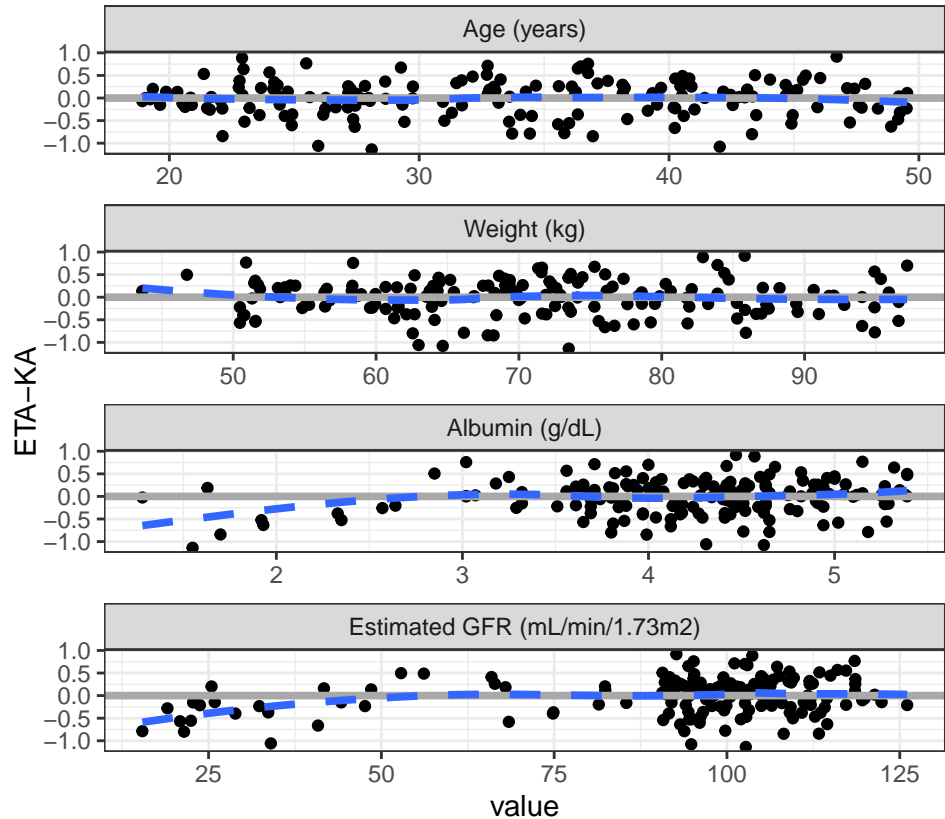 Age (years)
1.0
0.5
0.0
−0.5
−1.0
20 30 40 50
Weight (kg)
1.0
0.5
0.0
−0.5
−1.0
50 60 70 80 90
ETA−KA
Albumin (g/dL)
1.0
0.5
0.0
−0.5
−1.0
2 3 4 5
Estimated GFR (mL/min/1.73m2)
1.0
0.5
0.0
−0.5
−1.0
25 50 75 100 125
value